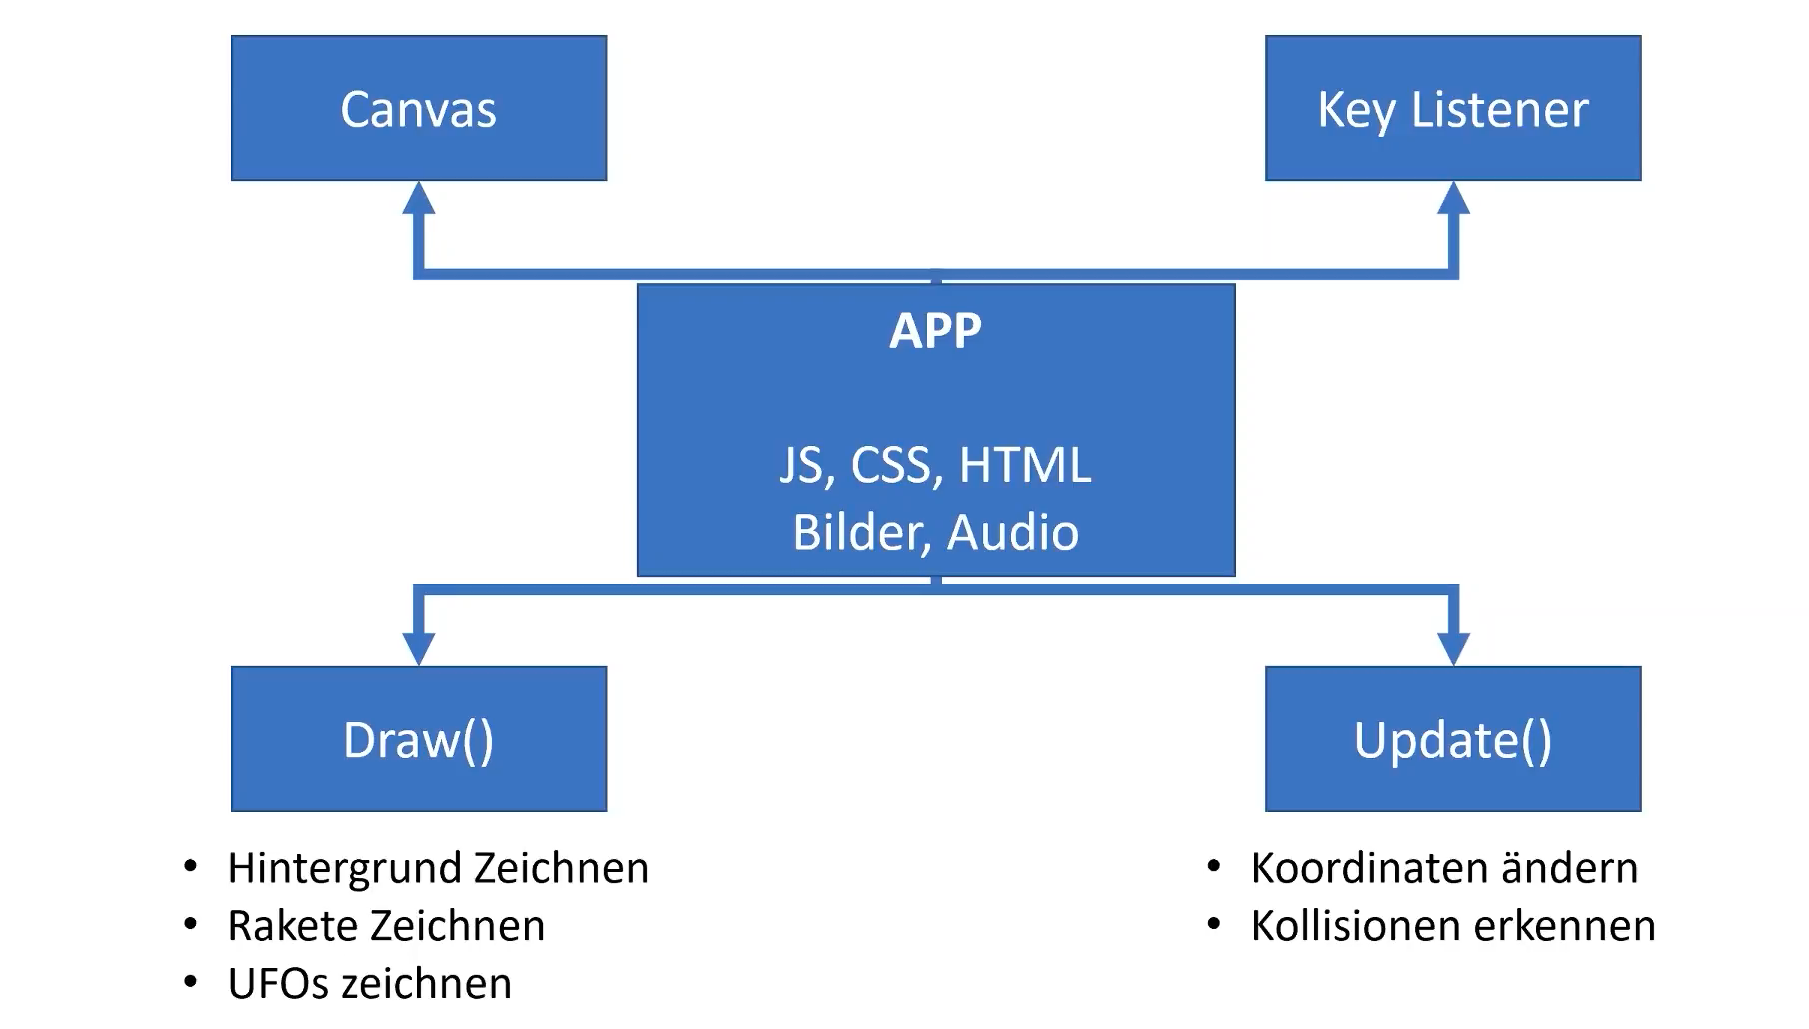 Canvas
Key Listener
APP
JS, CSS, HTML
Bilder, Audio
Draw()
Update()
• Hintergrund Zeichnen
• Rakete Zeichnen
• UFOs zeichnen
• Koordinaten ändern
• Kollisionen erkennen